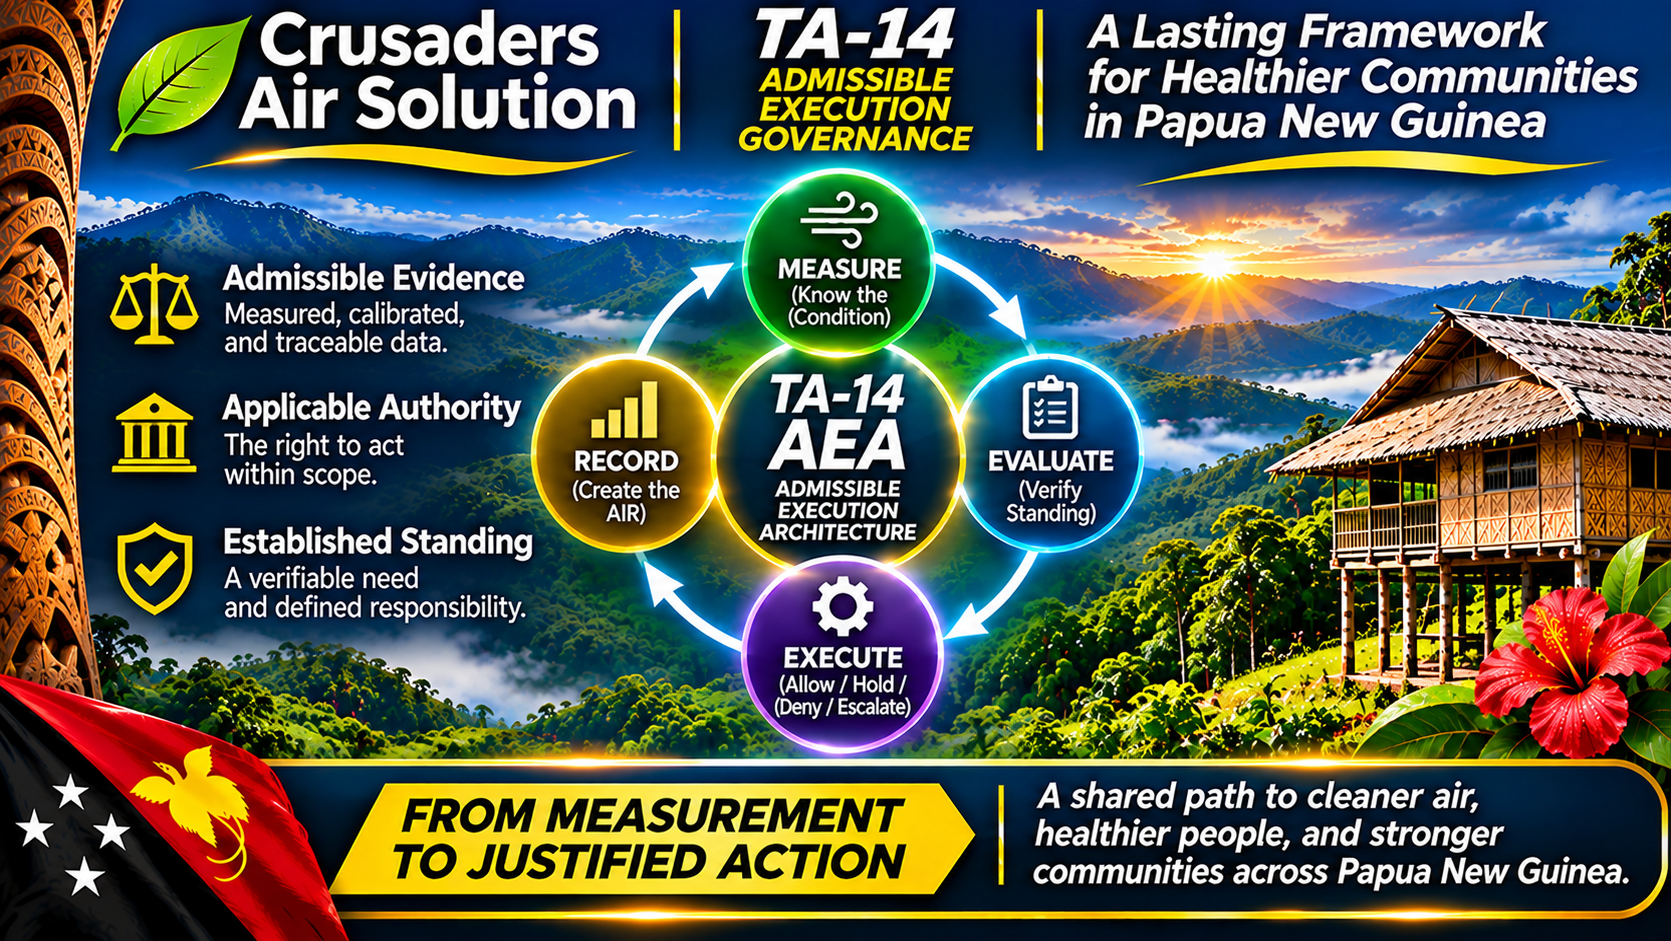 Crusaders
Air Solution
TA-14
ADMISSIBLE
EXECUTION
GOVERNANCE
A Lasting Framework
for Healthier Communities
in Papua New Guinea
Admissible Evidence
Measured, calibrated,
and traceable data.
Applicable Authority
The right to act
within scope.
Established Standing
A verifiable need
and defined responsibility.
MEASURE
(Know the
(Condition)
EVALUATE
(Verify
Standing)
EXECUTE
(Allow / Hold /
(Deny / Escalate)
RECORD
(Create the
AIR)
TA-14
AEA
ADMISSIBLE
EXECUTION
ARCHITECTURE
FROM MEASUREMENT
TO JUSTIFIED ACTION
A shared path to cleaner air,
healthier people, and stronger
communities across Papua New Guinea.